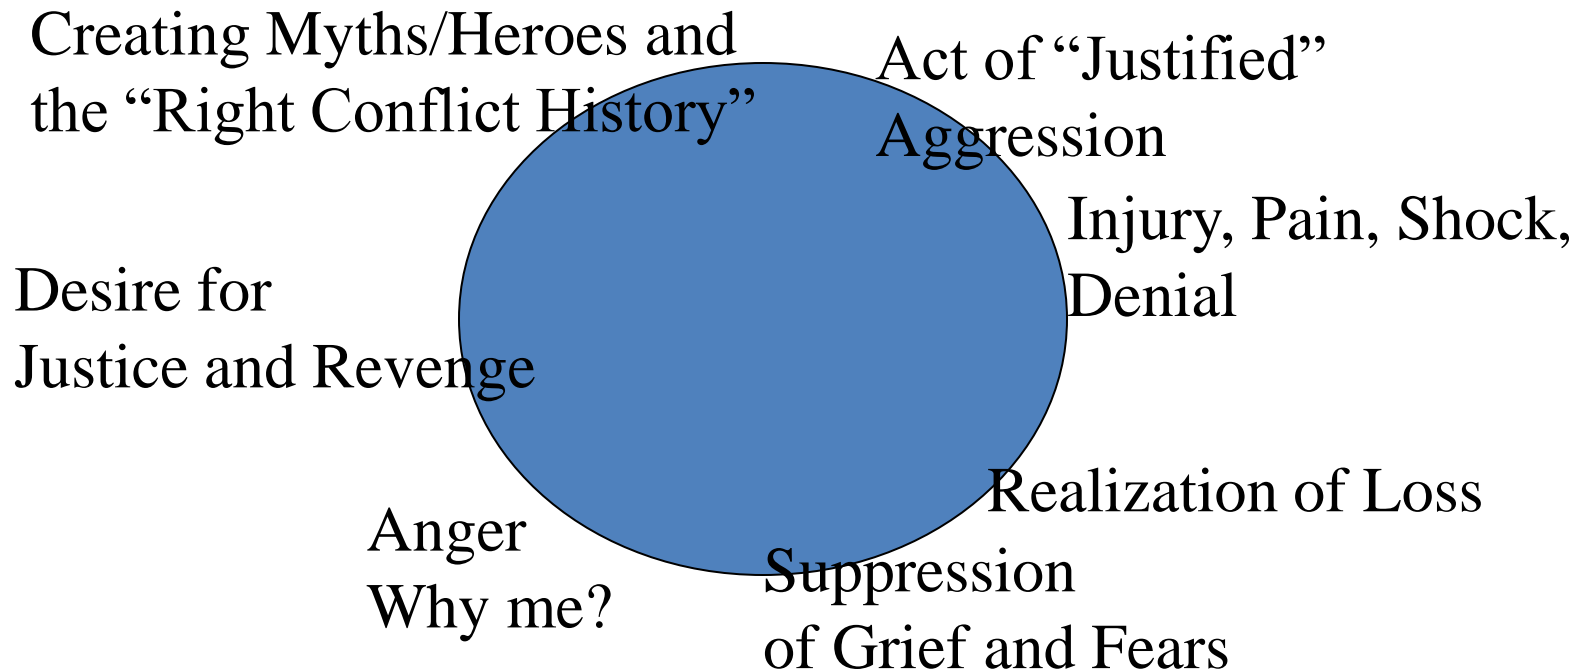 Creating Myths/Heroes and
the “Right Conflict History”
Act of “Justified”
Aggression
Injury, Pain, Shock,
Denial
Realization of Loss
Suppression
of Grief and Fears
Anger
Why me?
Desire for
Justice and Revenge